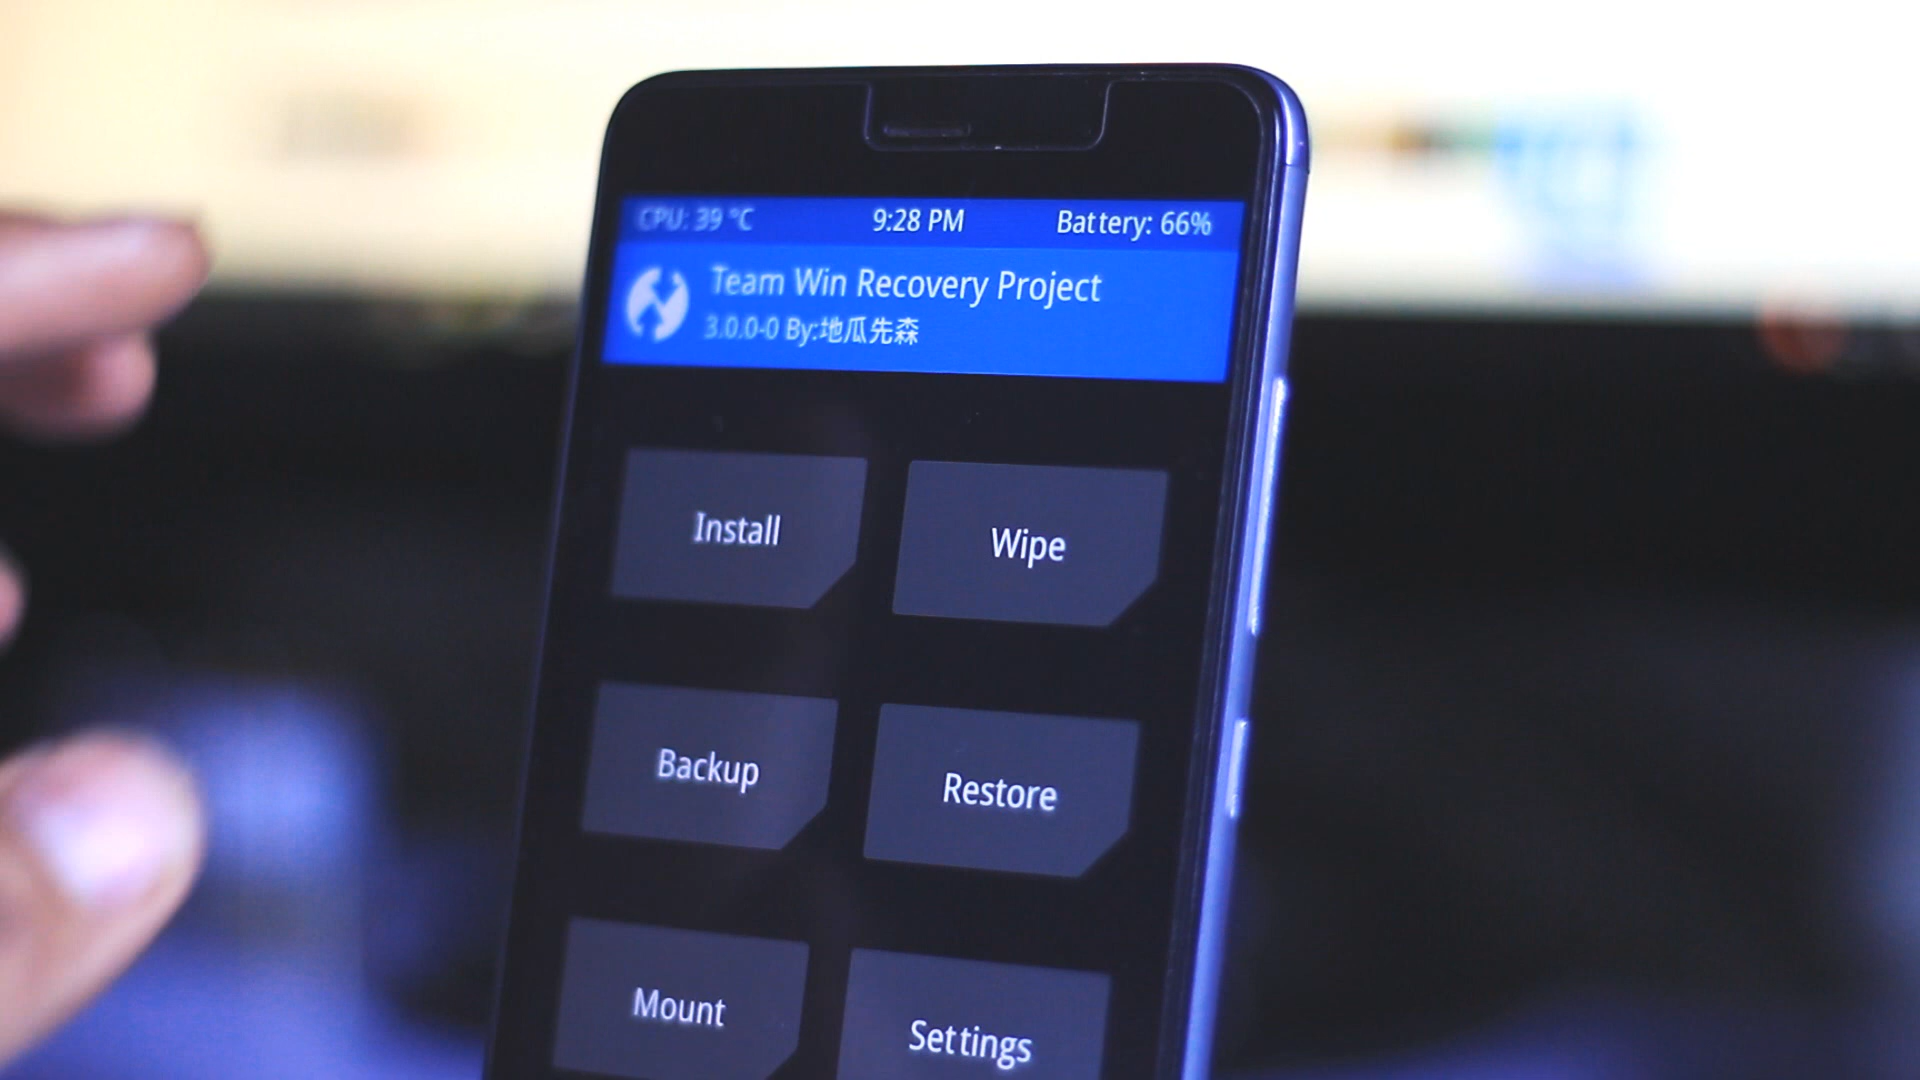 CPU: 39 °C 9:28 PM Battery: 66%
Team Win Recovery Project
3.0.0-0 By:地瓜先森
Install Wipe
Backup Restore
Mount Settings